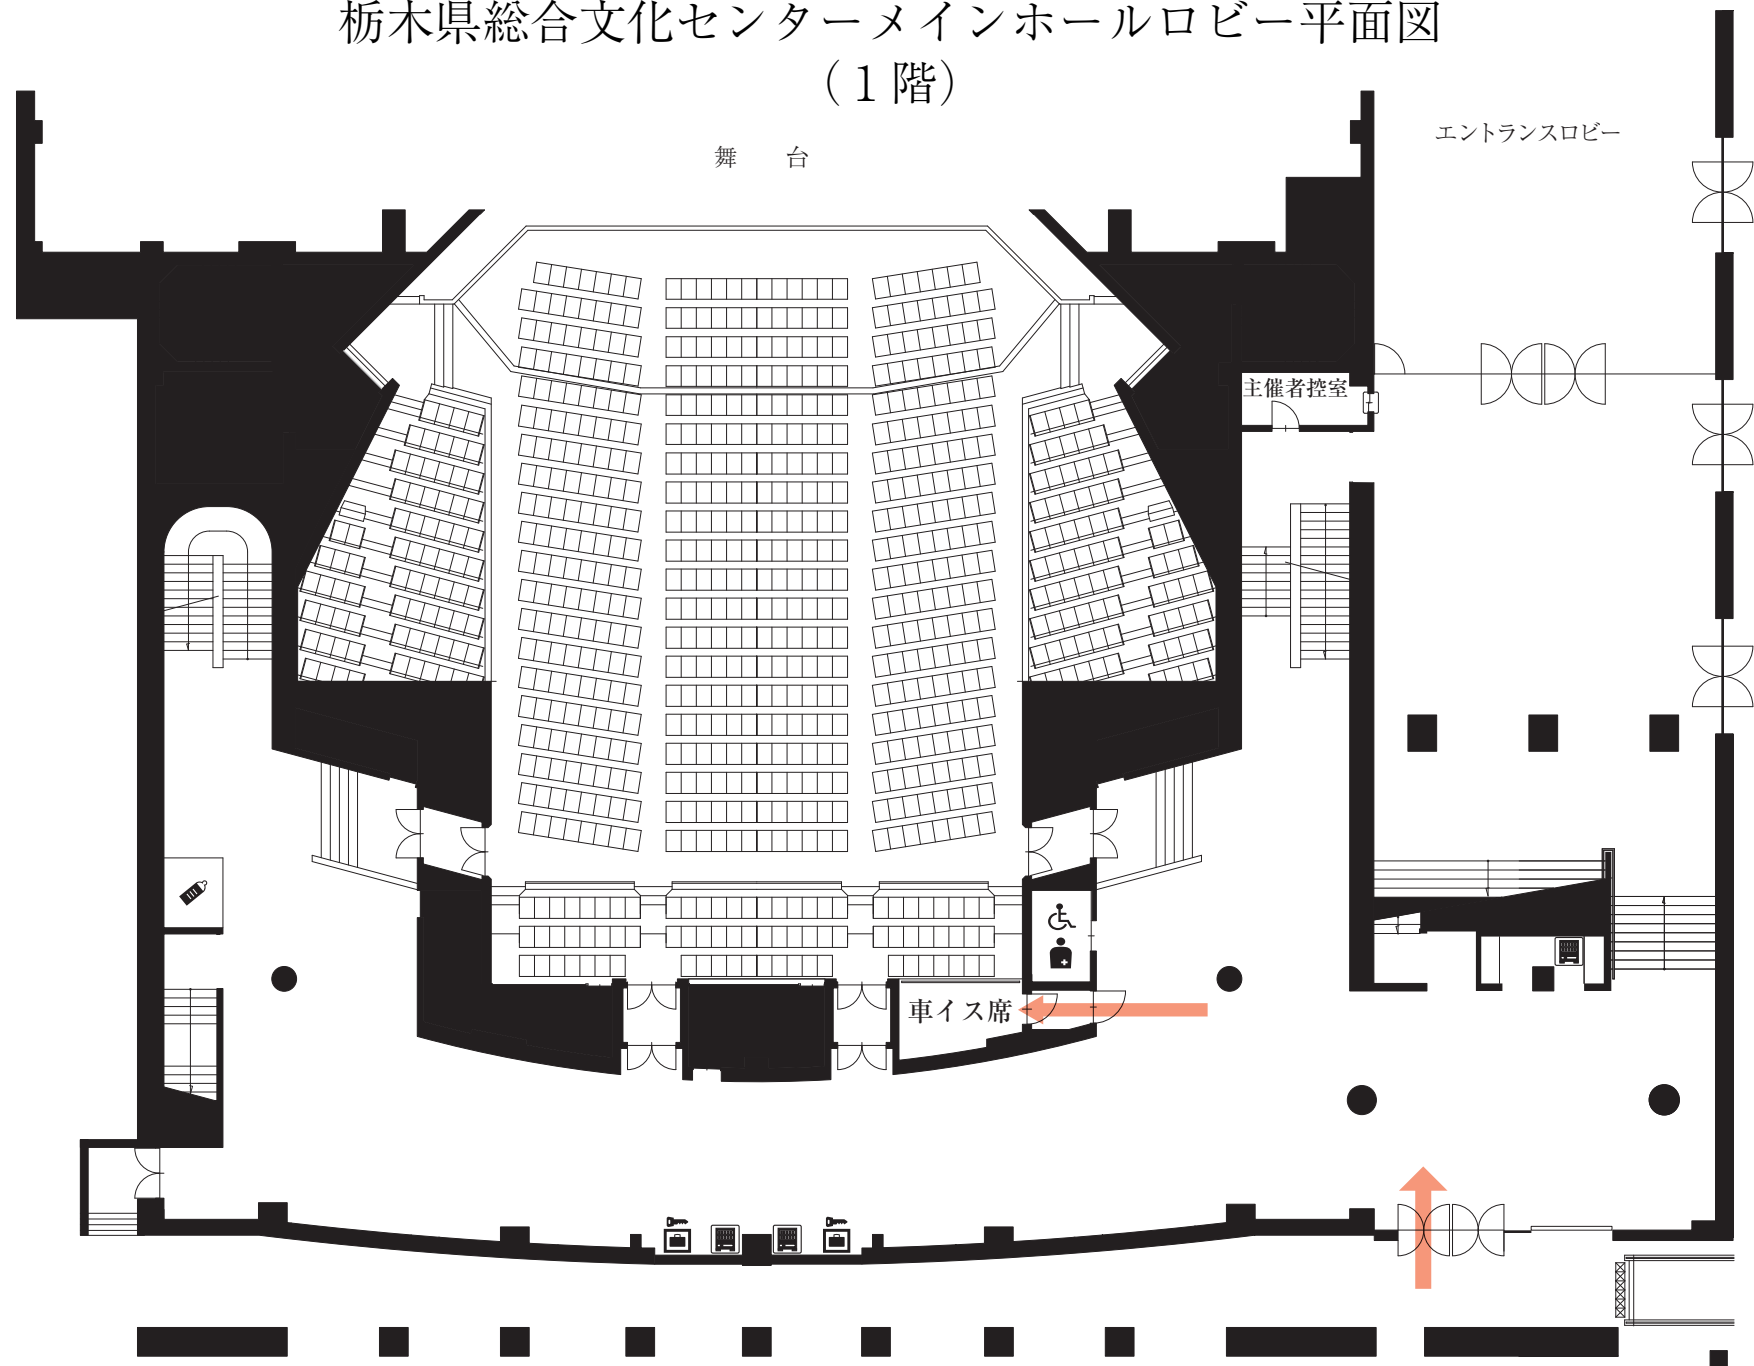 栃木県総合文化センターメインホールロビー平面図
（１階）
エントランスロビー
舞　台
主催者控室
車イス席